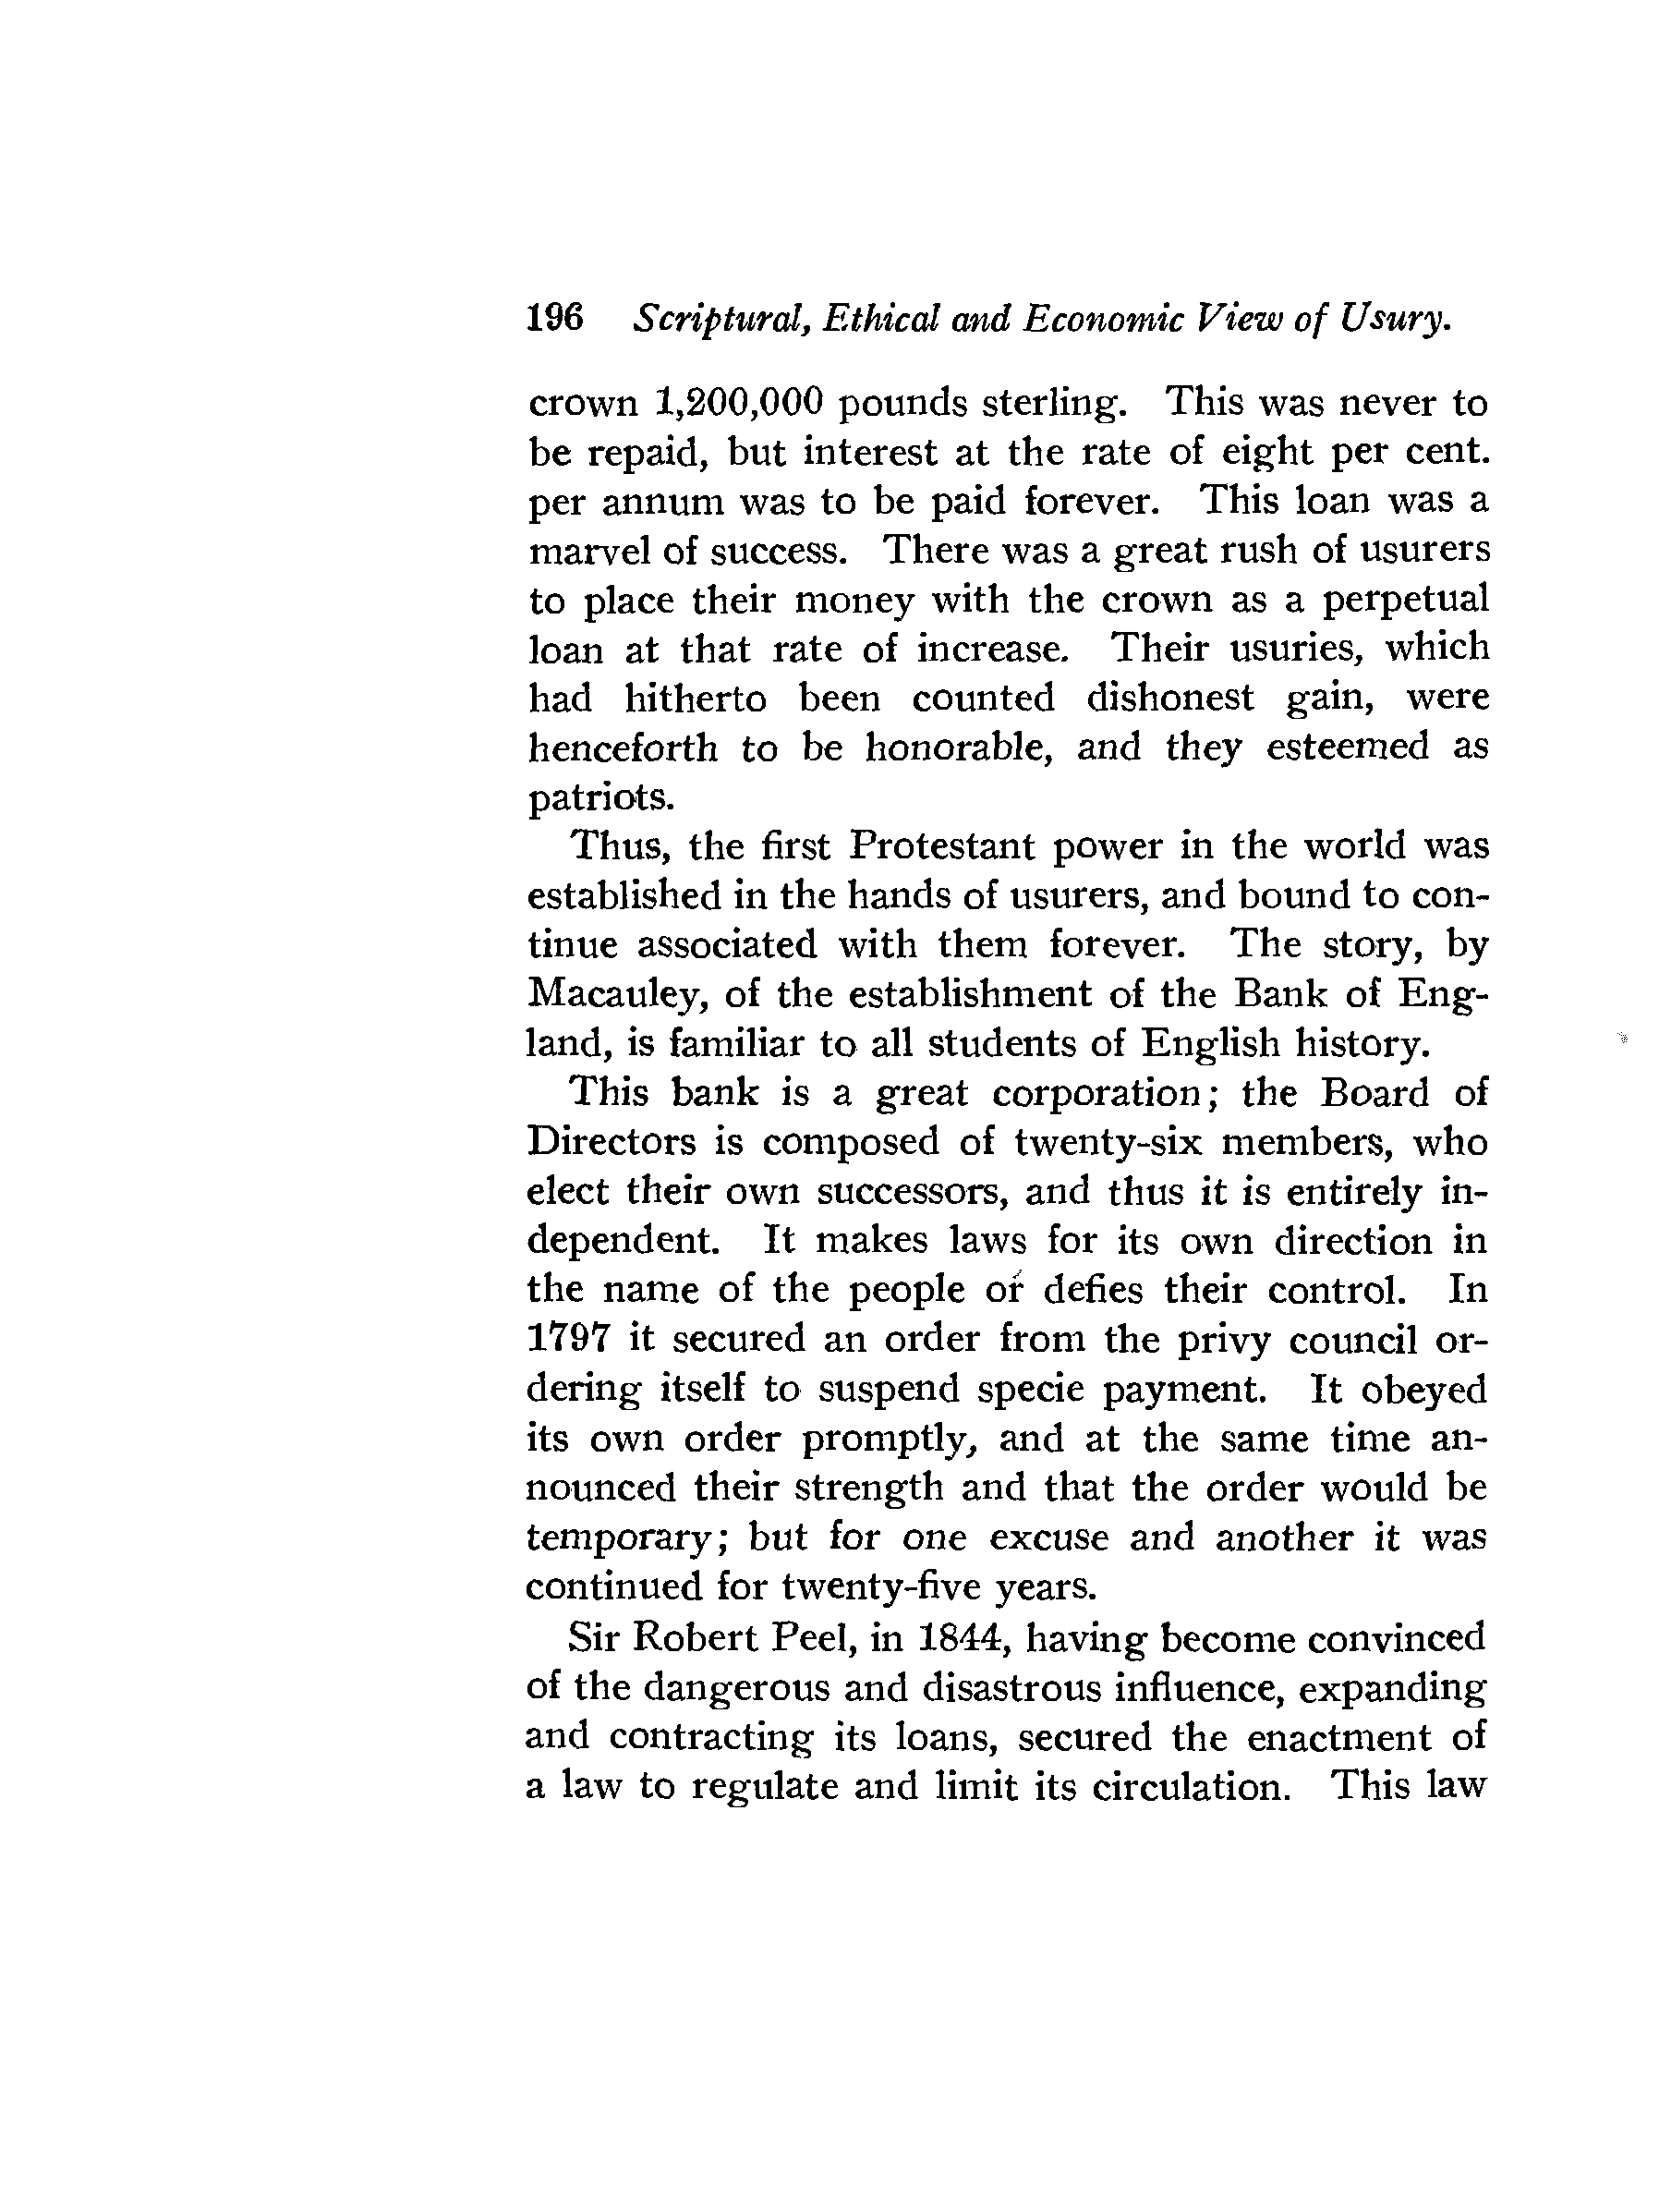 196 Scriptural, Ethical and Economic View of Usury.
crown 1,200,000 pounds sterling. This was never to
be repaid, but interest at the rate of eight per cent.
per annum was to be paid forever. This loan was a
marvel of success. There was a great rush of usurers
to place their money with the crown as a perpetual
loan at that rate of increase. Their usuries, which
had hitherto been counted dishonest gain, were
henceforth to be honorable, and they esteemed as
patriots.
Thus, the first Protestant power in the world was
established in the hands of usurers, and bound to con-
tinue associated with them forever. The story, by
Macauley, of the establishment of the Bank of Eng-
land, is familiar to all students of English history.
This bank is a great corporation; the Board of
Directors is composed of twenty-six members, who
elect their own successors, and thus it is entirely in-
dependent. It makes laws for its own direction in
the name of the people or defies their control. In
1797 it secured an order from the privy council or-
dering itself to suspend specie payment. It obeyed
its own order promptly, and at the same time an-
nounced their strength and that the order would be
temporary; but for one excuse and another it was
continued for twenty-five years.
Sir Robert Peel, in 1844, having become convinced
of the dangerous and disastrous influence, expanding
and contracting its loans, secured the enactment of
a law to regulate and limit its circulation. This law